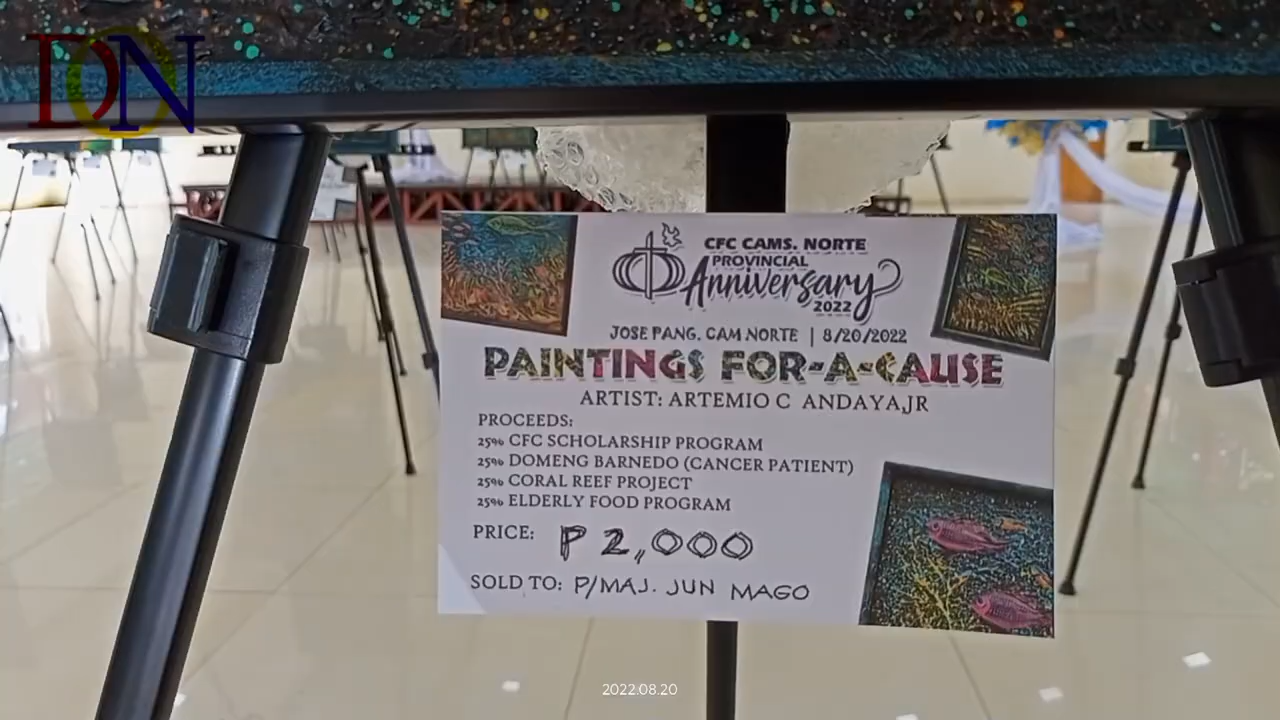 DN
CFC CAMS. NORTE
PROVINCIAL
Anniversary
2022
JOSE PANG. CAM NORTE | 8/20/2022
PAINTINGS FOR-A-CAUSE
ARTIST: ARTEMIO C ANDAYA JR
PROCEEDS:
25% CFC SCHOLARSHIP PROGRAM
25% DOMENG BARNEDO (CANCER PATIENT)
25% CORAL REEF PROJECT
25% ELDERLY FOOD PROGRAM
PRICE: P 2,000
SOLD TO: P/MAJ. JUN MAGO
2022.08.20